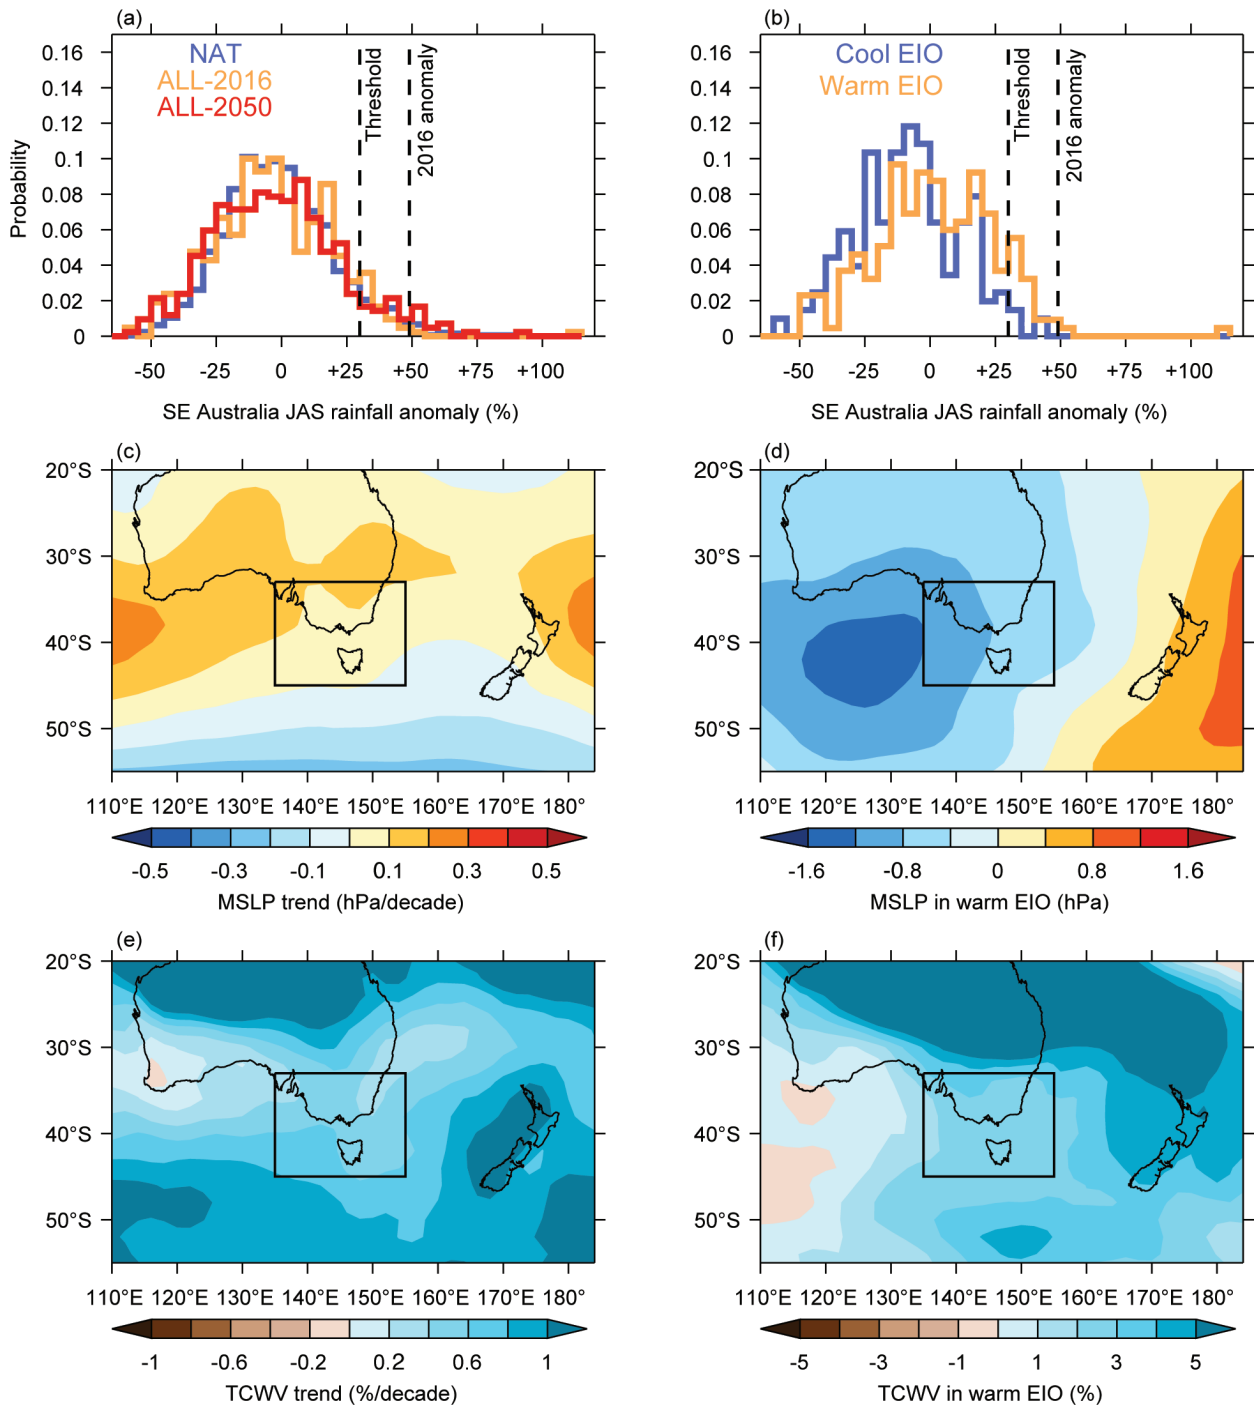 (a)
NAT
ALL-2016
ALL-2050
Threshold
2016 anomaly
0.16
0.14
0.12
0.1
0.08
0.06
0.04
0.02
0
Probability
-50
-25
0
+25
+50
+100
SE Australia JAS rainfall anomaly (%)
(b)
Cool EIO
Warm EIO
Threshold
2016 anomaly
0.16
0.14
0.12
0.1
0.08
0.06
0.04
0.02
0
-50
-25
0
+25
+50
+100
SE Australia JAS rainfall anomaly (%)
(c)
20°S
30°S
40°S
50°S
110°E 120°E 130°E 140°E 150°E 160°E 170°E 180°
-0.5 -0.3 -0.1 0.1 0.3 0.5
MSLP trend (hPa/decade)
(d)
20°S
30°S
40°S
50°S
110°E 120°E 130°E 140°E 150°E 160°E 170°E 180°
-1.6 -0.8 0 0.8 1.6
MSLP in warm EIO (hPa)
(e)
20°S
30°S
40°S
50°S
110°E 120°E 130°E 140°E 150°E 160°E 170°E 180°
-1 -0.6 -0.2 0.2 0.6 1
TCWV trend (%/decade)
(f)
20°S
30°S
40°S
50°S
110°E 120°E 130°E 140°E 150°E 160°E 170°E 180°
-5 -3 -1 1 3 5
TCWV in warm EIO (%)